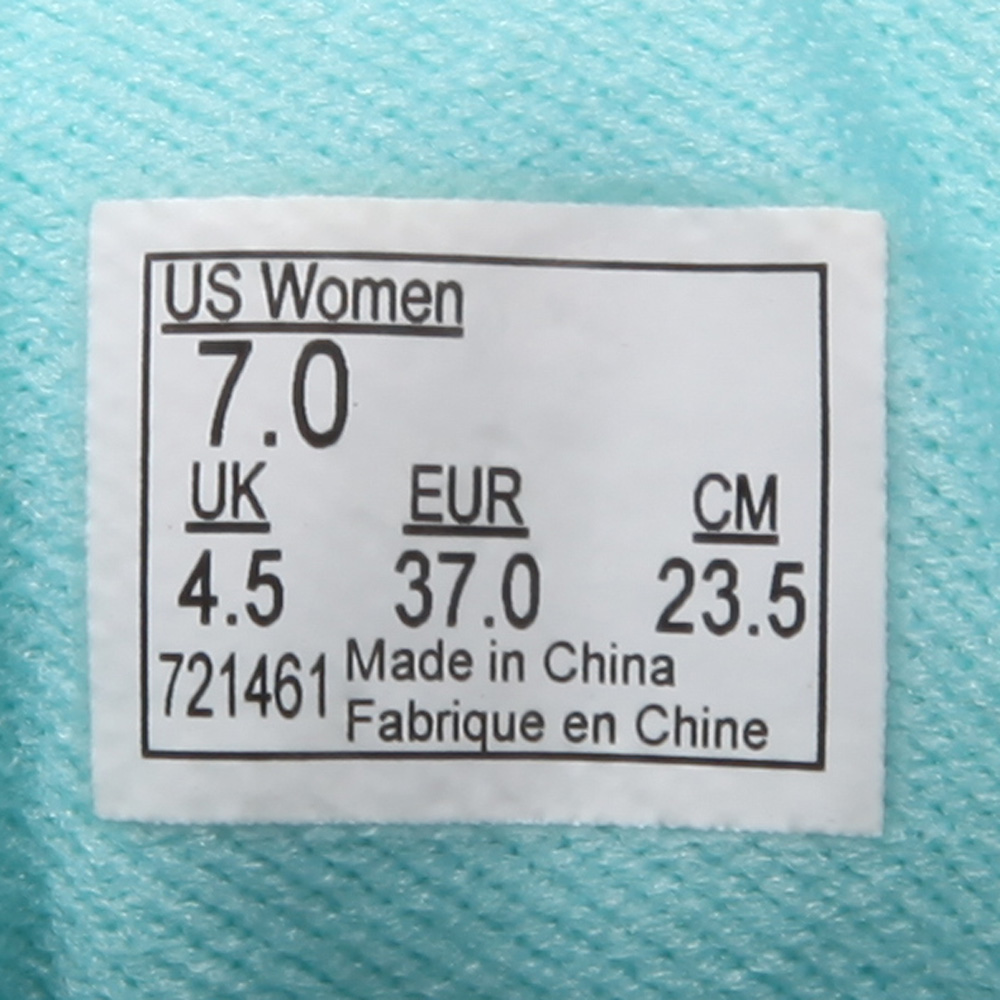 US Women
7.0
UK EUR CM
4.5 37.0 23.5
721461 Made in China
Fabrique en Chine